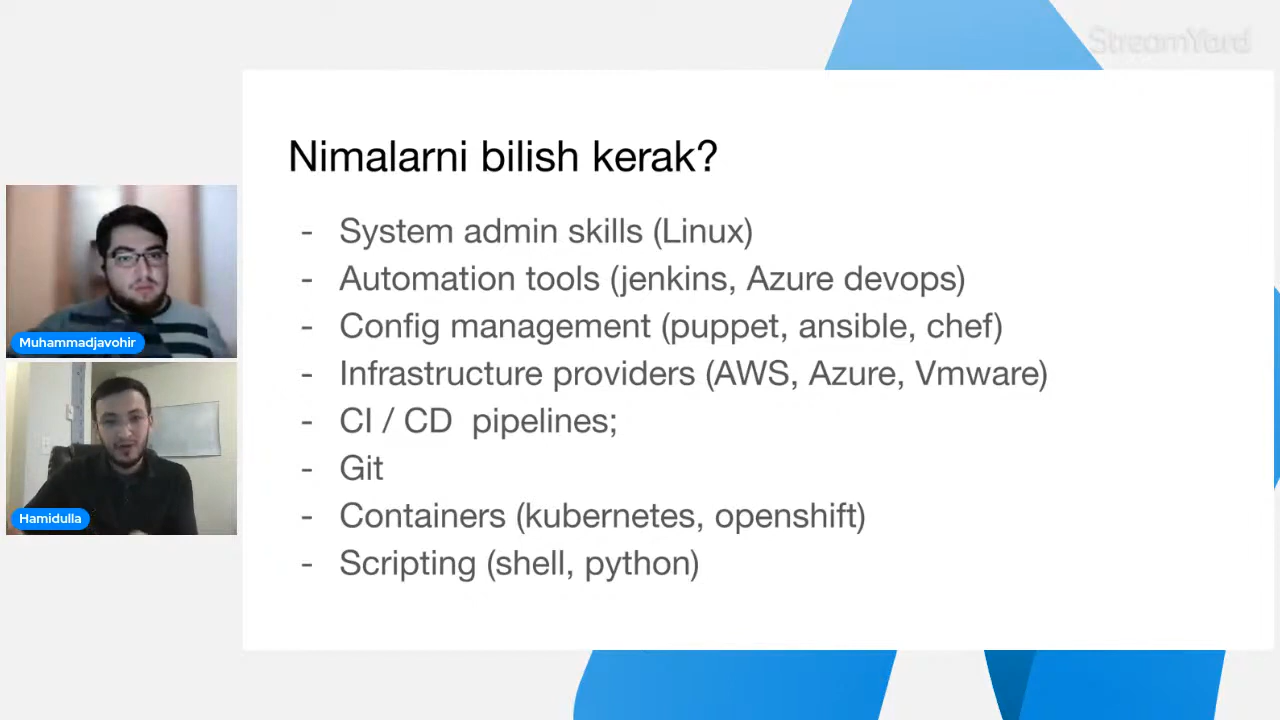 StreamYard
Nimalarni bilish kerak?
- System admin skills (Linux)
- Automation tools (jenkins, Azure devops)
- Config management (puppet, ansible, chef)
- Infrastructure providers (AWS, Azure, Vmware)
- CI / CD  pipelines;
- Git
- Containers (kubernetes, openshift)
- Scripting (shell, python)
Muhammadjavohir
Hamidulla